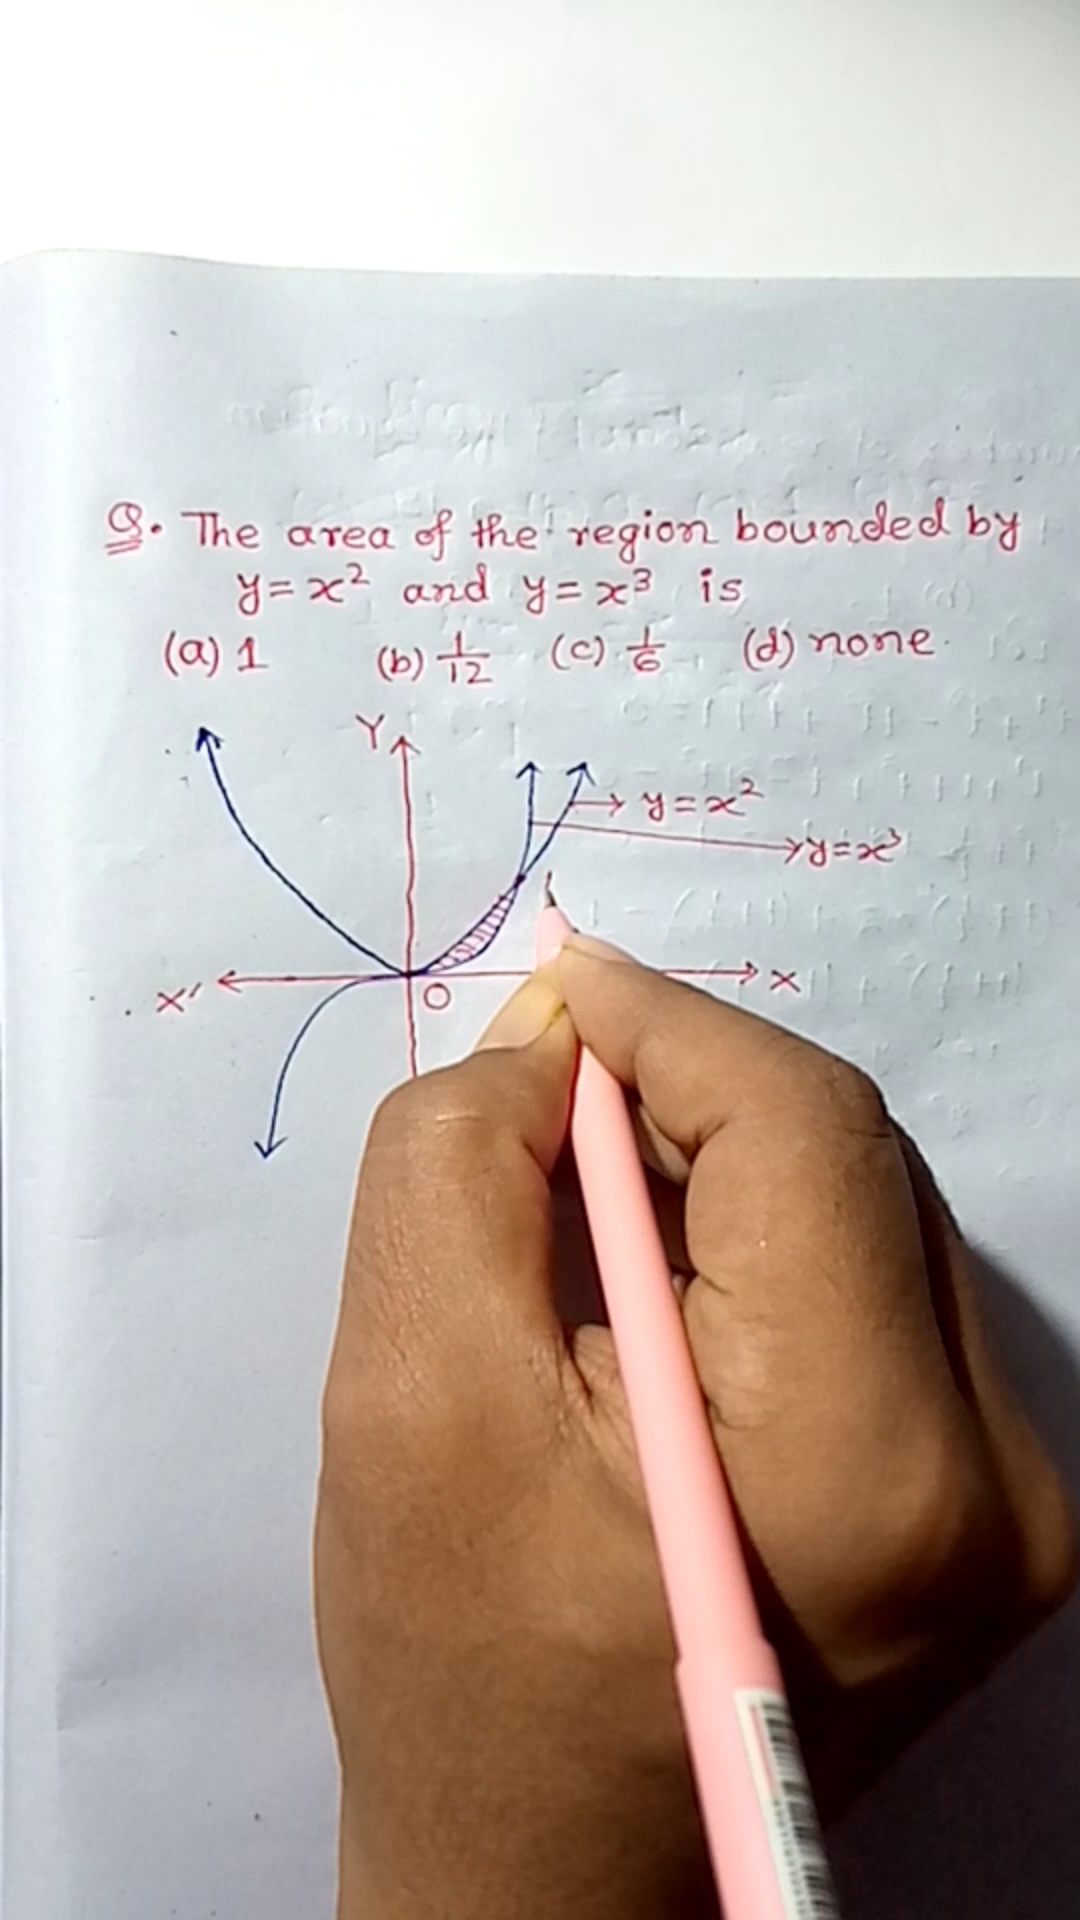 Q. The area of the region bounded by
y = x² and y = x³ is
(a) 1 (b) 1/12 (c) 1/6 (d) none.
Y
→ y = x²
→ y = x³
X' O X